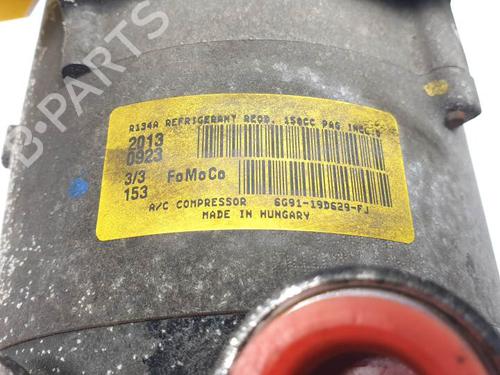 R134A REFRIGERANT REQD. 150CC PAG INCL.
2013
0923
3/3 FoMoCo
153
A/C COMPRESSOR 6G91-19D629-FJ
MADE IN HUNGARY